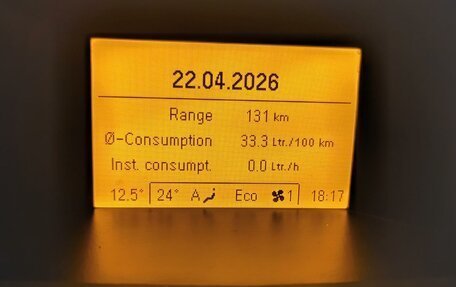 22.04.2026
Range 131 km
Ø-Consumption 33.3 Ltr./100 km
Inst. consumpt. 0.0 Ltr./h
12.5° 24° A Eco 1 18:17